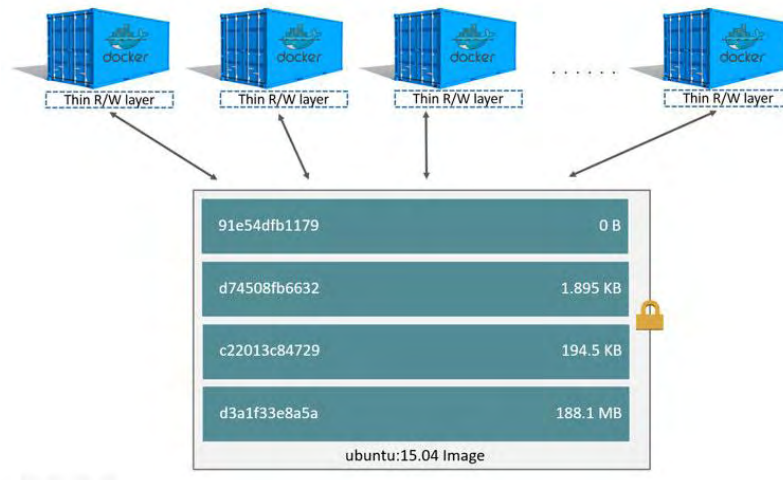 docker docker docker docker
Thin R/W layer Thin R/W layer Thin R/W layer . . . . . . Thin R/W layer
91e54dfb1179 0 B
d74508fb6632 1.895 KB
c22013c84729 194.5 KB
d3a1f33e8a5a 188.1 MB
ubuntu:15.04 Image